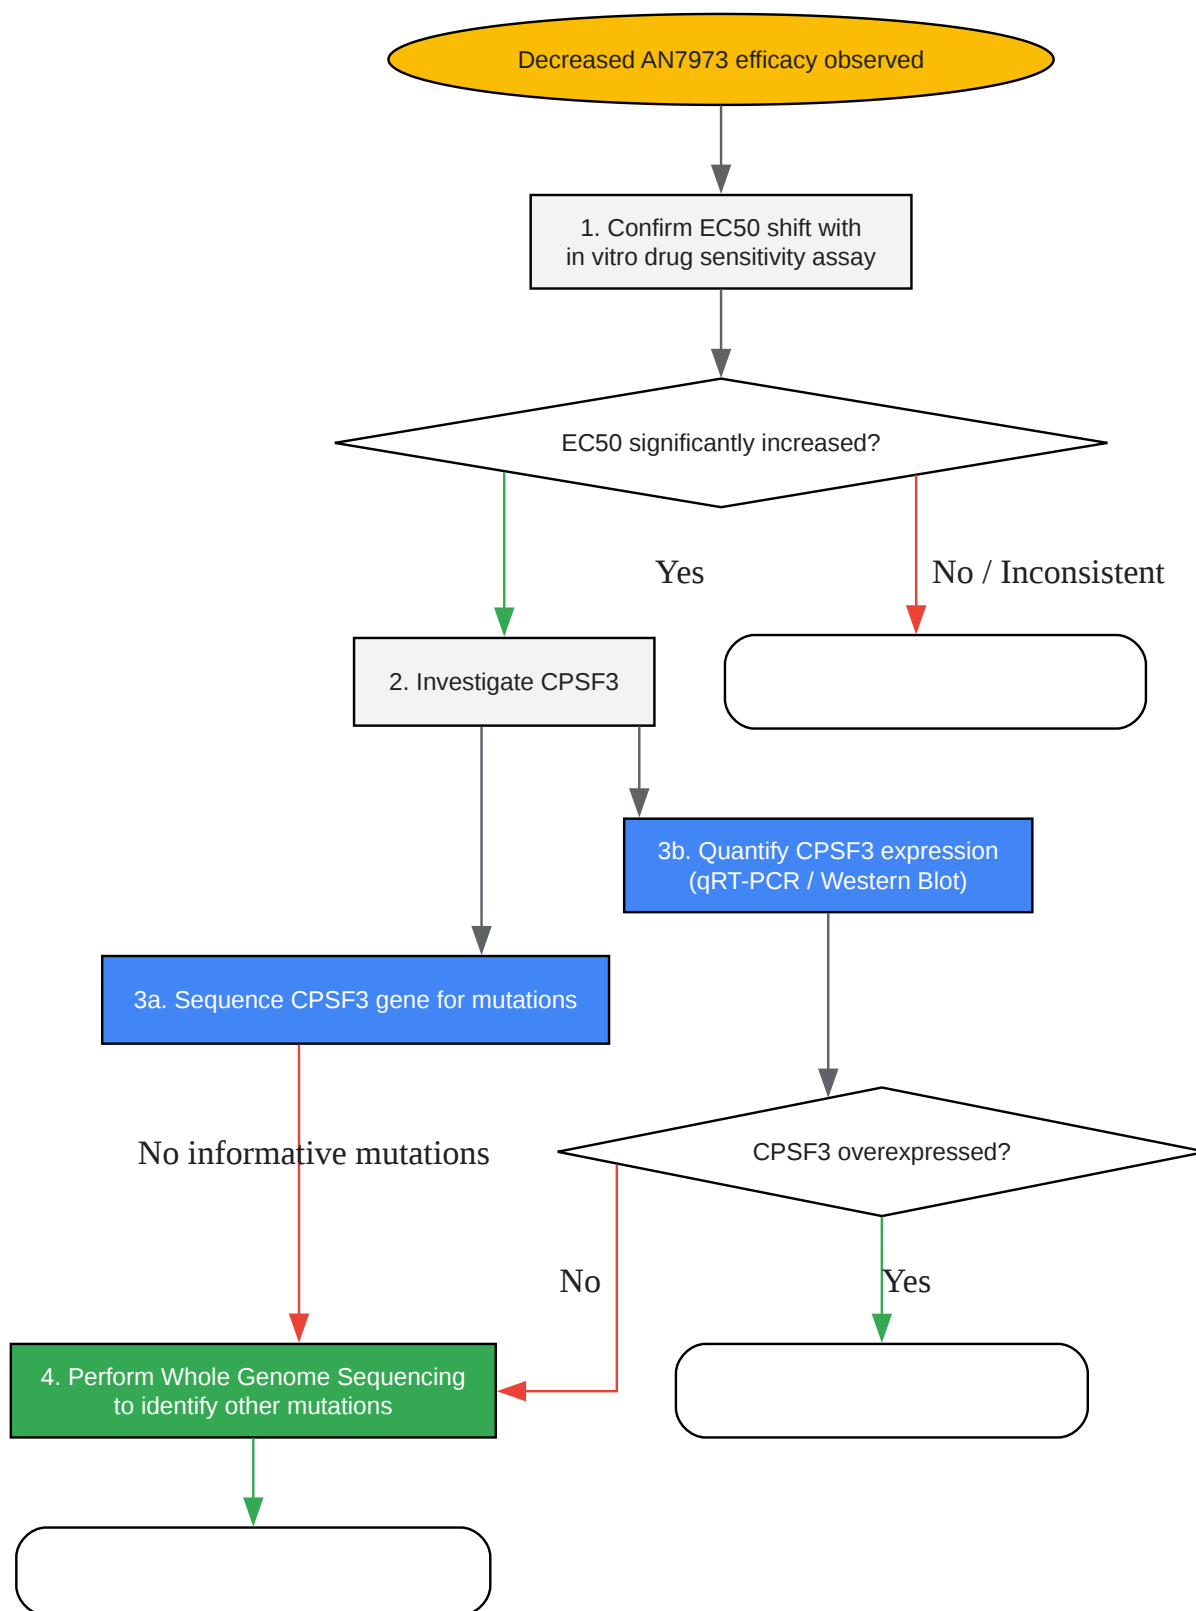 Decreased AN7973 efficacy observed
1. Confirm EC50 shift with
in vitro drug sensitivity assay
EC50 significantly increased?
Yes
No / Inconsistent
2. Investigate CPSF3
3b. Quantify CPSF3 expression
(qRT-PCR / Western Blot)
3a. Sequence CPSF3 gene for mutations
No informative mutations
CPSF3 overexpressed?
No
Yes
4. Perform Whole Genome Sequencing
to identify other mutations